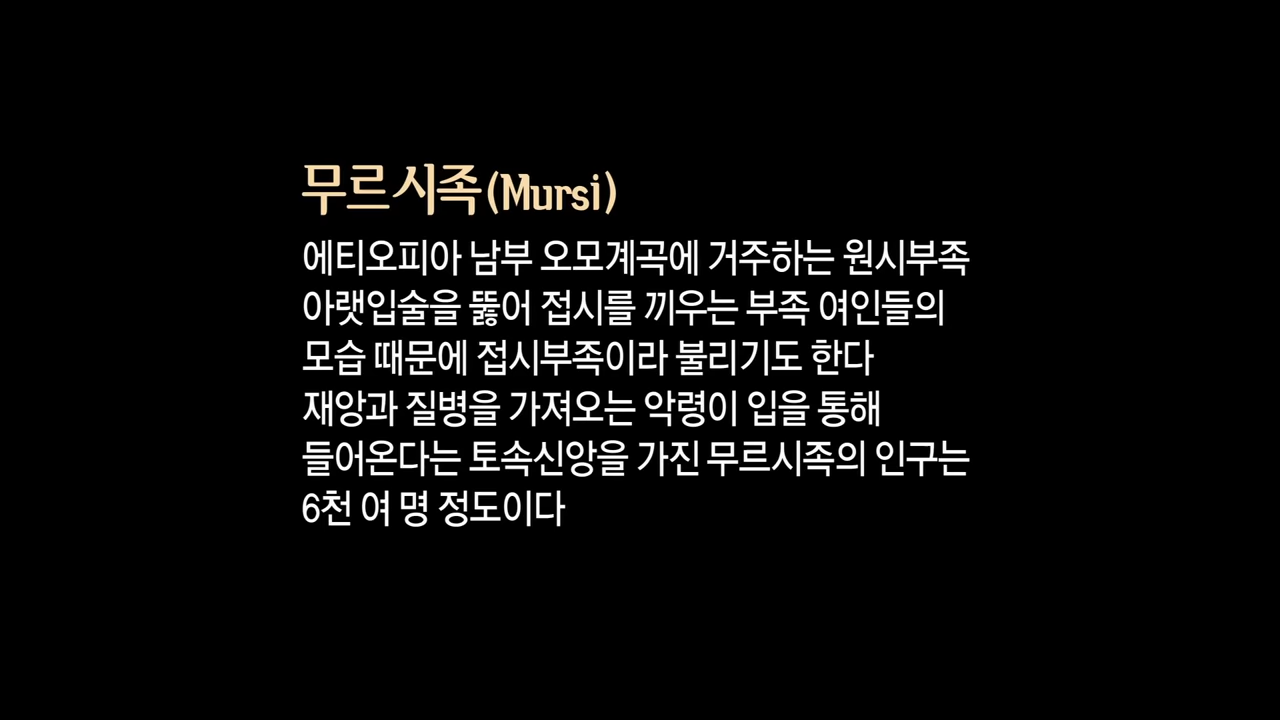 무르시족(Mursi)
에티오피아 남부 오모계곡에 거주하는 원시부족
아랫입술을 뚫어 접시를 끼우는 부족 여인들의
모습 때문에 접시부족이라 불리기도 한다
재앙과 질병을 가져오는 악령이 입을 통해
들어온다는 토속신앙을 가진 무르시족의 인구는
6천 여 명 정도이다